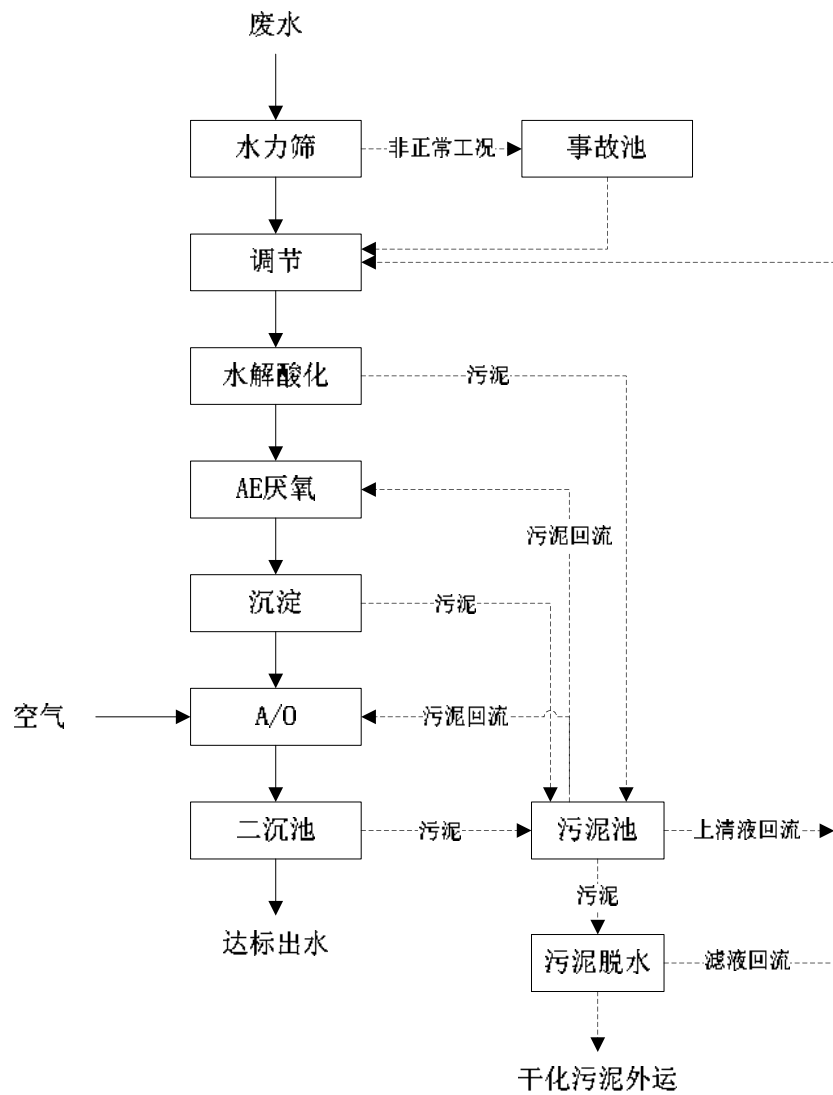 废水
水力筛
非正常工况
事故池
调节
水解酸化
污泥
AE厌氧
污泥回流
沉淀
污泥
空气
A/O
污泥回流
二沉池
污泥
污泥池
上清液回流
污泥
达标出水
污泥脱水
滤液回流
干化污泥外运